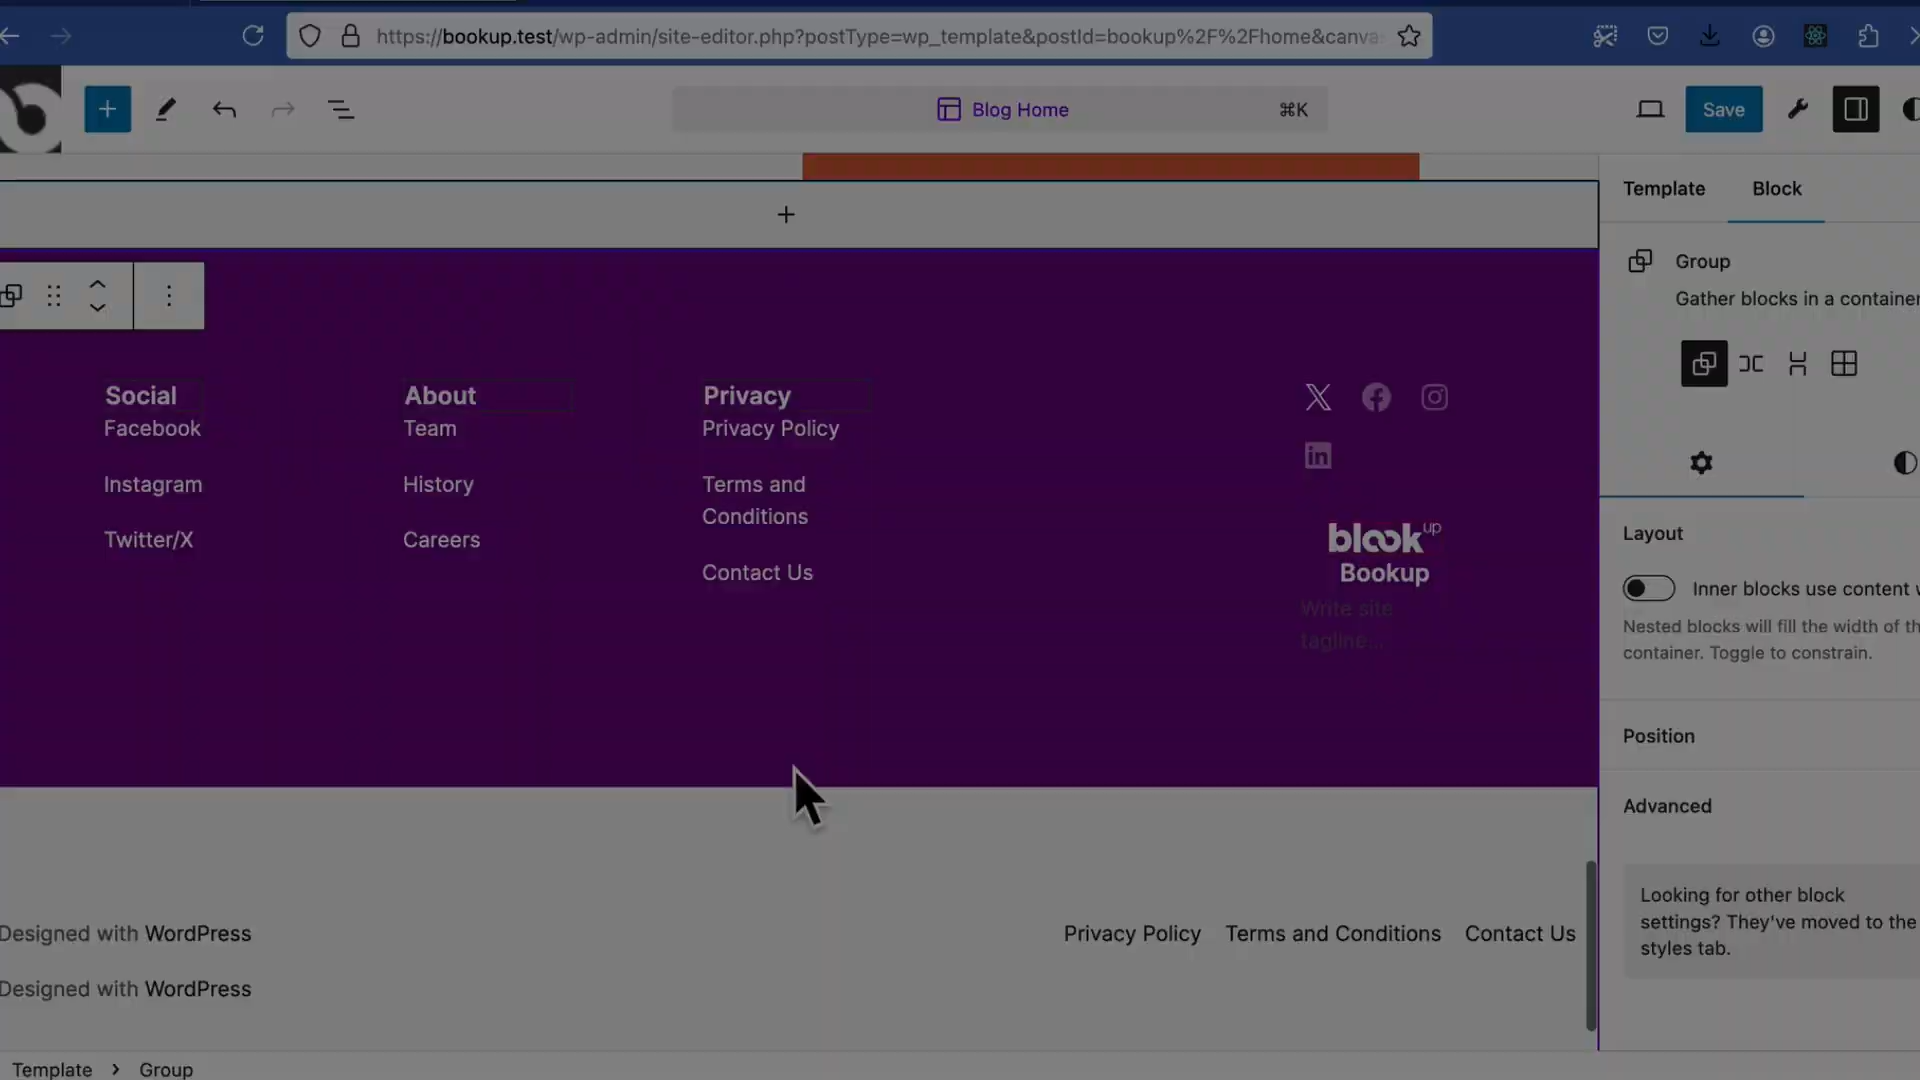 https://bookup.test/wp-admin/site-editor.php?postType=wp_template&postId=bookup%2F%2Fhome&canva
Blog Home
⌘K
Save
Template
Block
Group
Gather blocks in a container
Social
Facebook
Instagram
Twitter/X
About
Team
History
Careers
Privacy
Privacy Policy
Terms and
Conditions
Contact Us
in
blook up
Bookup
Write site
tagline...
Layout
Inner blocks use content w
Nested blocks will fill the width of th
container. Toggle to constrain.
Position
Advanced
Looking for other block
settings? They've moved to the
styles tab.
Designed with WordPress
Privacy Policy
Terms and Conditions
Contact Us
Designed with WordPress
Template > Group